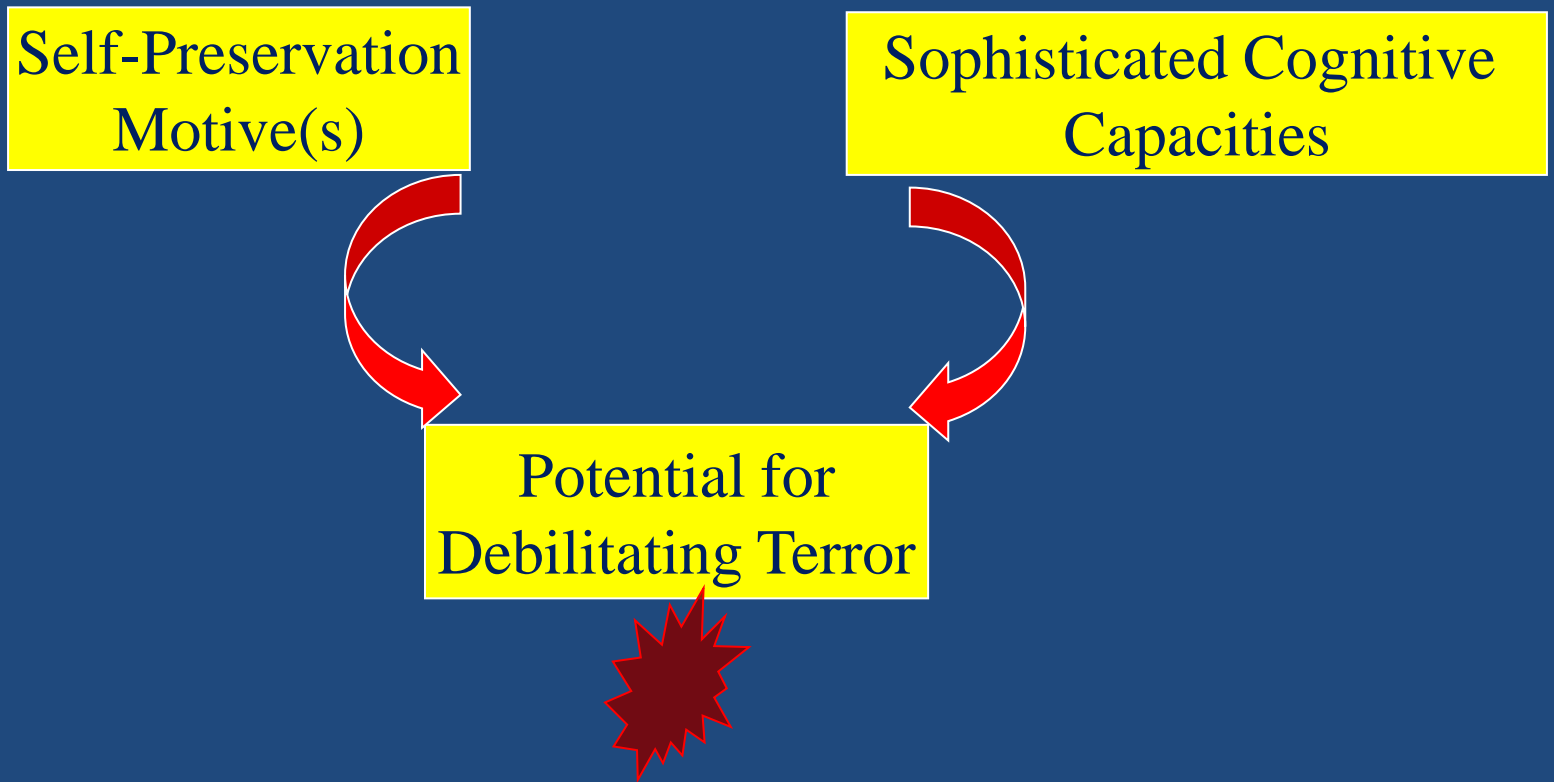 Self-Preservation
Motive(s)
Sophisticated Cognitive
Capacities
Potential for
Debilitating Terror